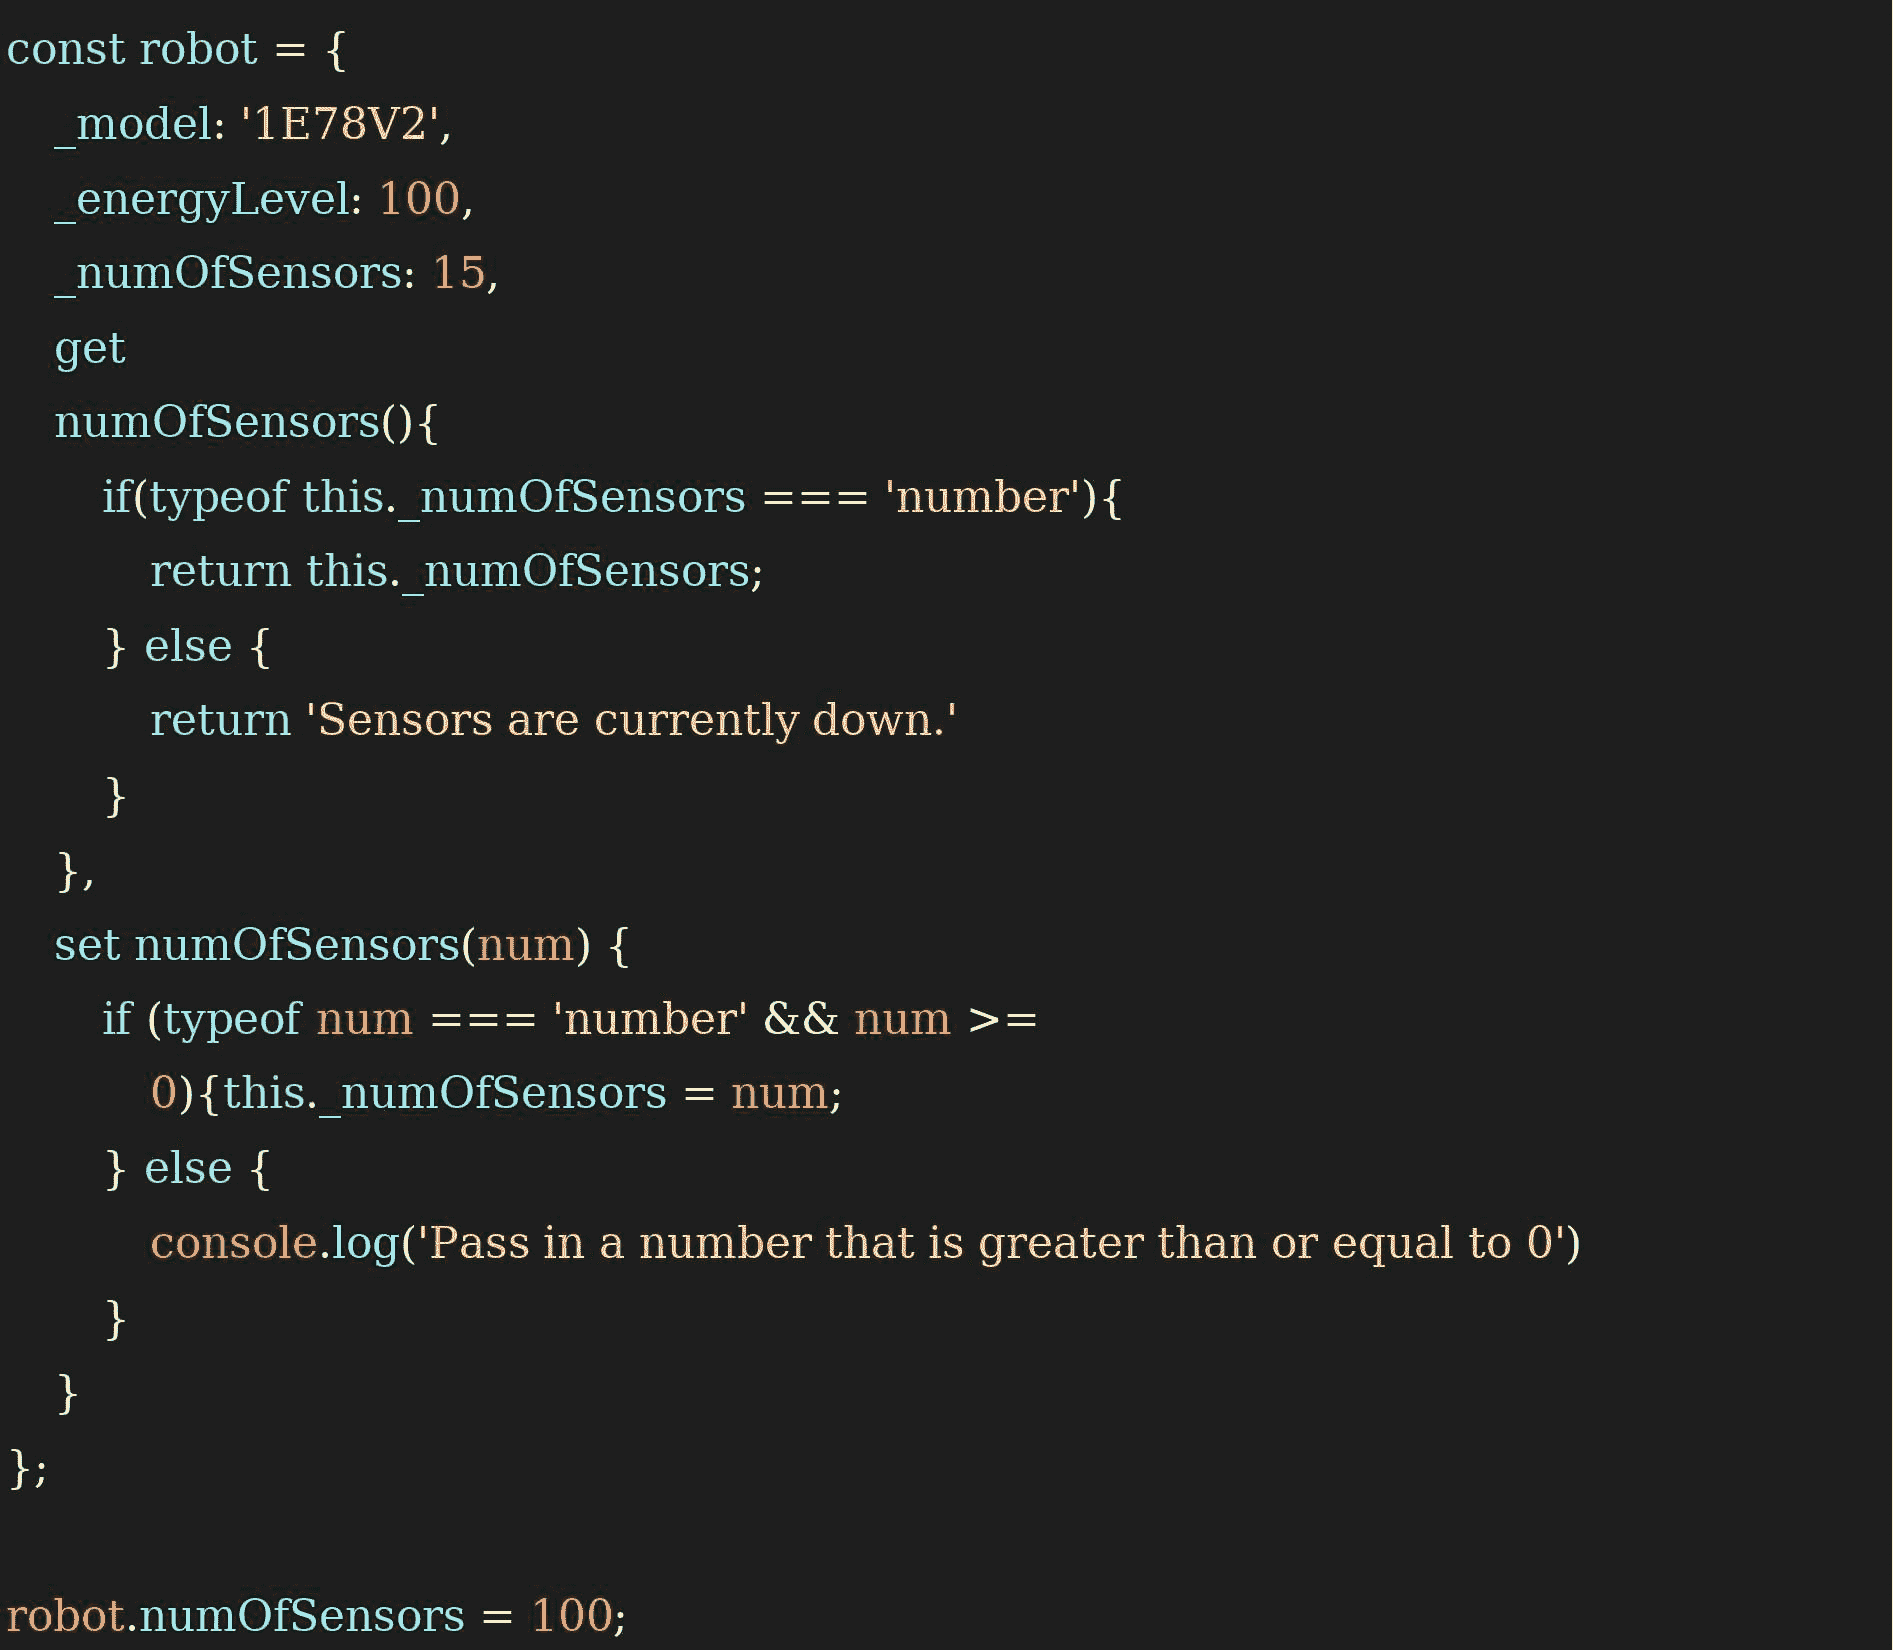 const robot = {
_model: '1E78V2',
_energyLevel: 100,
_numOfSensors: 15,
get
numOfSensors(){
if(typeof this._numOfSensors === 'number'){
return this._numOfSensors;
} else {
return 'Sensors are currently down.'
}
},
set numOfSensors(num) {
if (typeof num === 'number' && num >=
0){this._numOfSensors = num;
} else {
console.log('Pass in a number that is greater than or equal to 0')
}
}
};
robot.numOfSensors = 100;